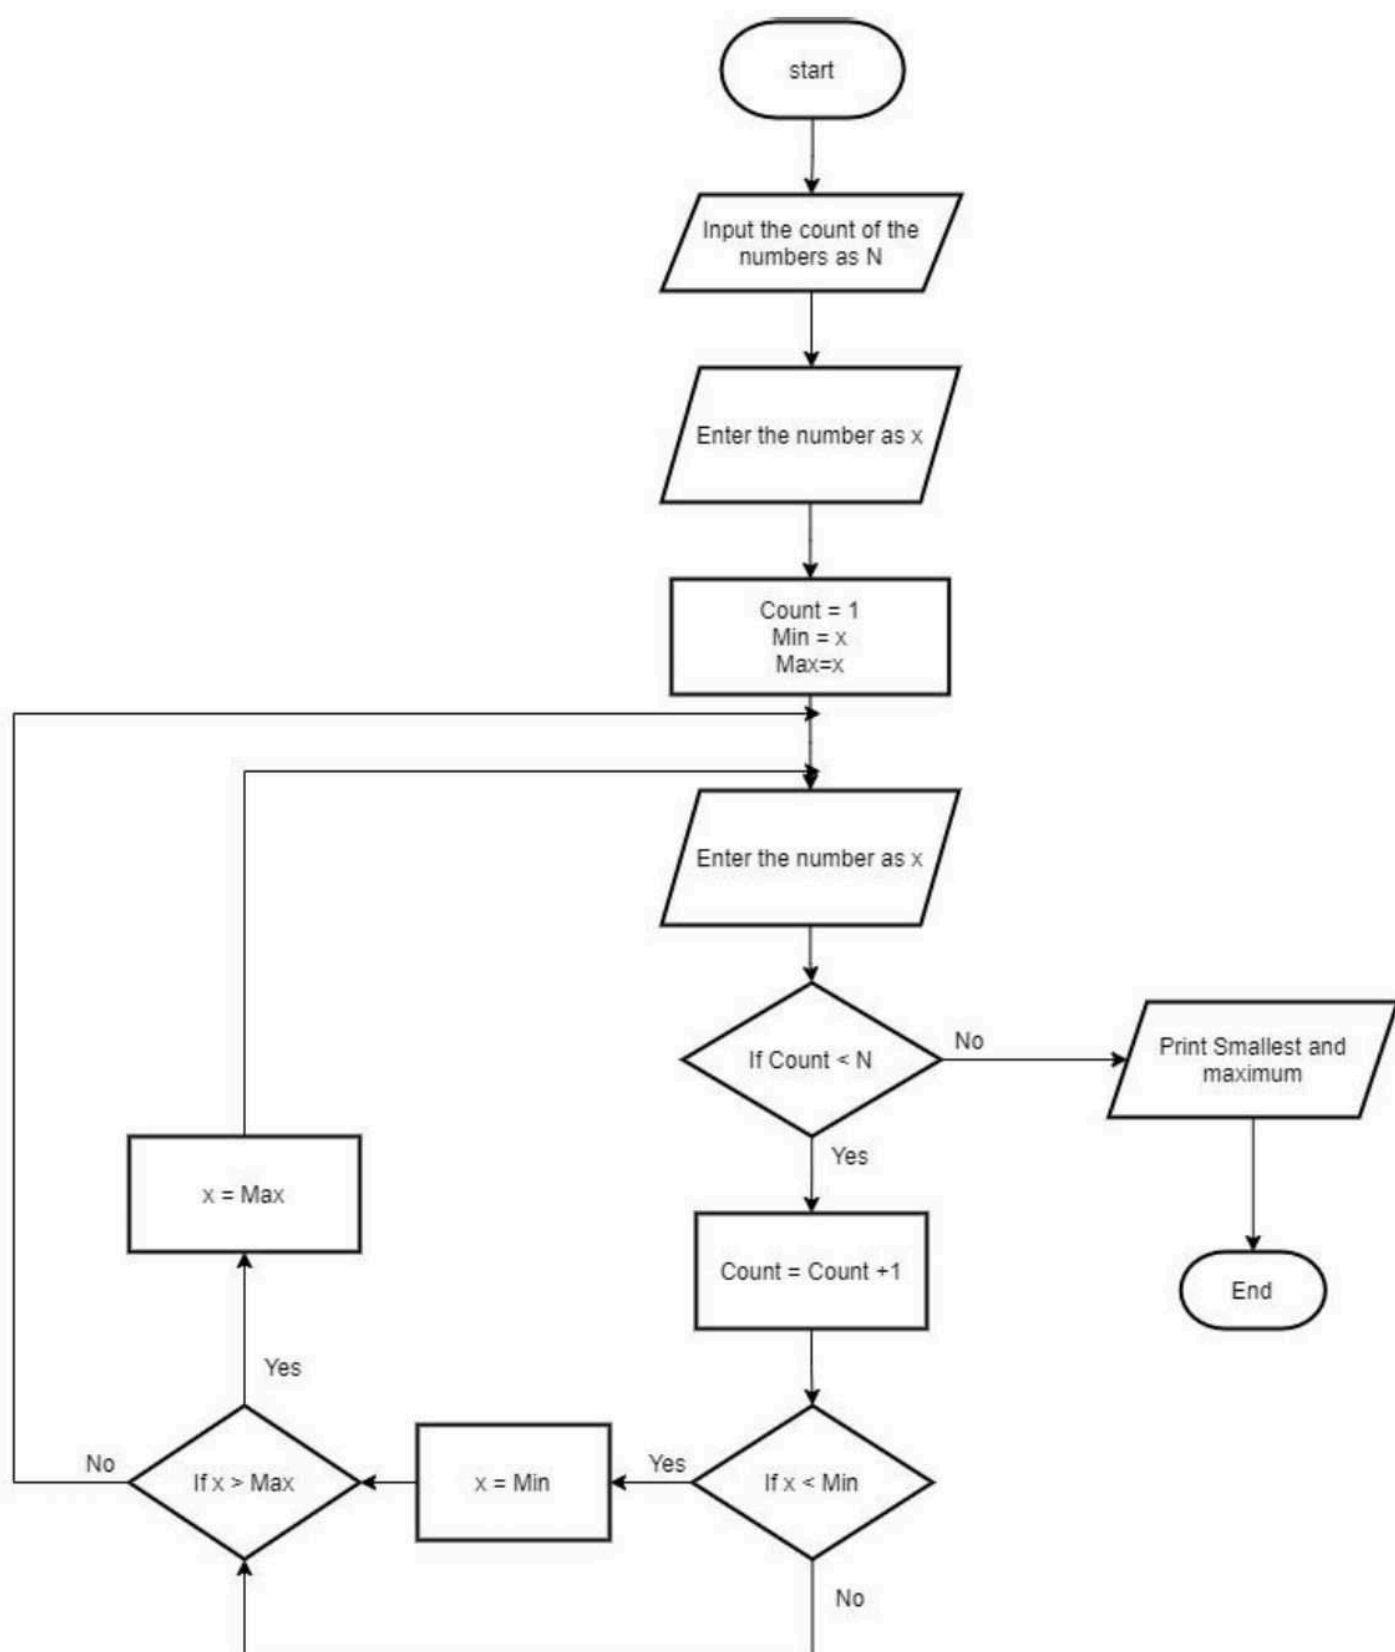 start
Input the count of the
numbers as N
Enter the number as x
Count = 1
Min = x
Max=x
Enter the number as x
If Count < N
No
Print Smallest and
maximum
Yes
x = Max
Count = Count +1
End
Yes
No
If x > Max
x = Min
Yes
If x < Min
No